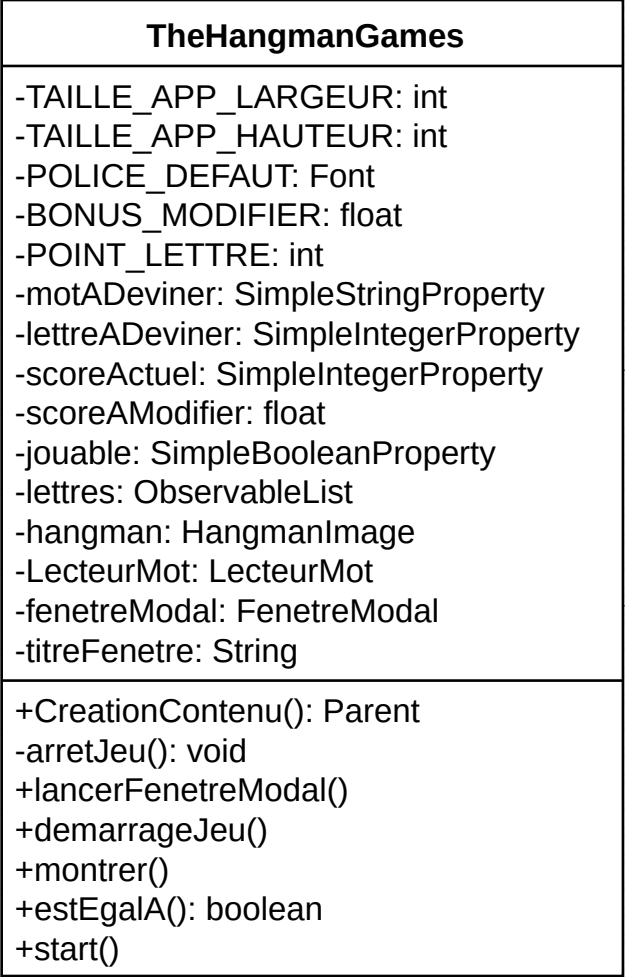 TheHangmanGames
-TAILLE_APP_LARGEUR: int
-TAILLE_APP_HAUTEUR: int
-POLICE_DEFAUT: Font
-BONUS_MODIFIER: float
-POINT_LETTRE: int
-motADeviner: SimpleStringProperty
-lettreADeviner: SimpleIntegerProperty
-scoreActuel: SimpleIntegerProperty
-scoreAModifier: float
-jouable: SimpleBooleanProperty
-lettres: ObservableList
-hangman: HangmanImage
-LecteurMot: LecteurMot
-fenetreModal: FenetreModal
-titreFenetre: String
+CreationContenu(): Parent
-arretJeu(): void
+lancerFenetreModal()
+demarrageJeu()
+montrer()
+estEgalA(): boolean
+start()